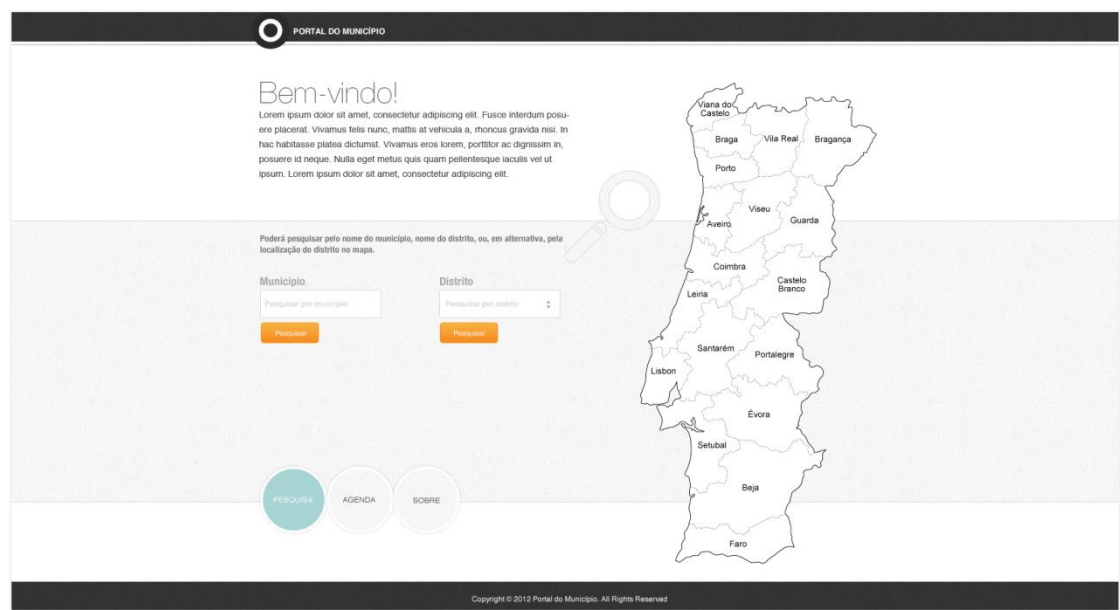 PORTAL DO MUNICÍPIO
Bem-vindo!
Lorem ipsum dolor sit amet, consectetur adipiscing elit. Fusce interdum posu-
ere placerat. Vivamus felis nunc, mattis at vehicula a, rhoncus gravida nisi. In
hac habitasse platea dictumst. Vivamus eros lorem, porttitor ac dignissim in,
posuere id neque. Nulla eget metus quis quam pellentesque iaculis vel ut
ipsum. Lorem ipsum dolor sit amet, consectetur adipiscing elit.
Poderá pesquisar pelo nome do município, nome do distrito, ou, em alternativa, pela
localização do distrito no mapa.
Município
Pesquisar por município
Pesquisar
Distrito
Pesquisar por distrito
Pesquisar
PESQUISA
AGENDA
SOBRE
Viana do
Castelo
Braga
Vila Real
Bragança
Porto
Viseu
Aveiro
Guarda
Coimbra
Castelo
Branco
Leiria
Santarém
Portalegre
Lisbon
Évora
Setubal
Beja
Faro
Copyright © 2012 Portal do Município. All Rights Reserved